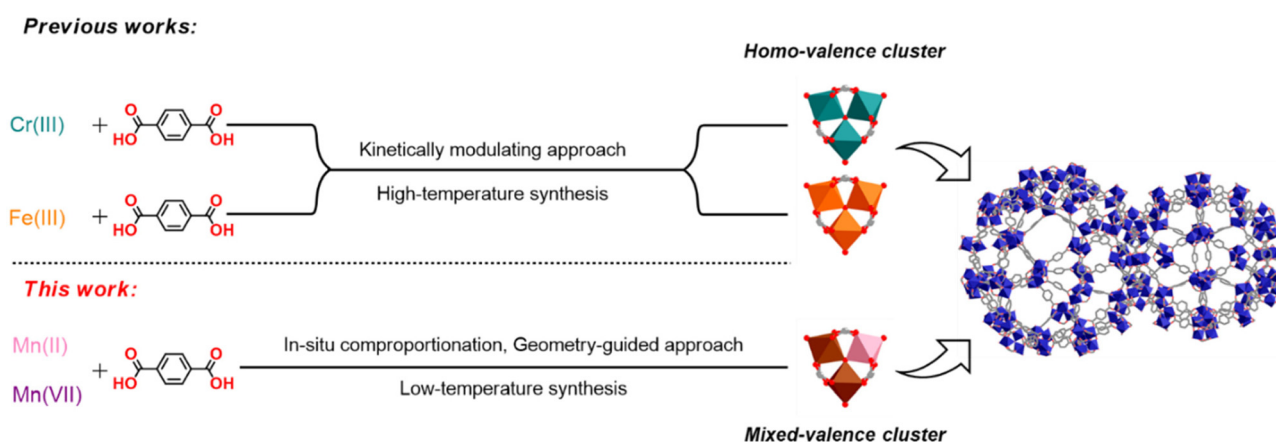 Previous works:
Homo-valence cluster
Cr(III) + O OH O HO
Kinetically modulating approach
High-temperature synthesis
Fe(III) + O OH O HO
This work:
Mn(II)
Mn(VII)
+ O OH O HO
In-situ comproportionation, Geometry-guided approach
Low-temperature synthesis
Mixed-valence cluster